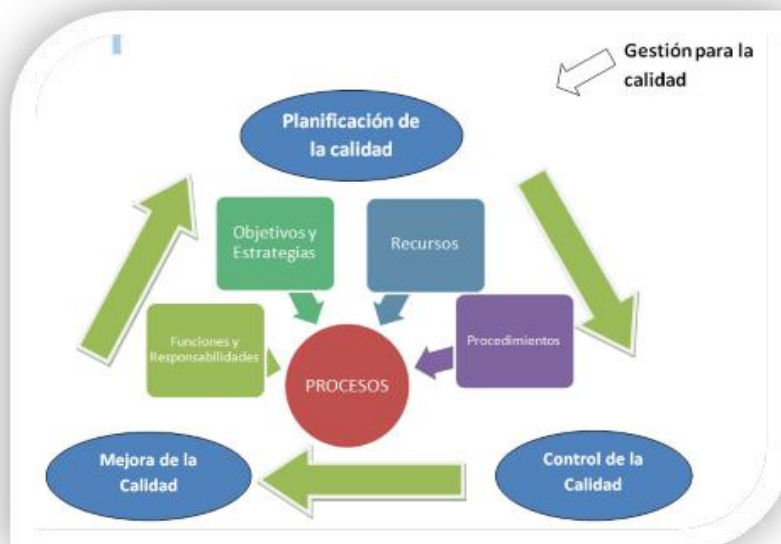 Gestión para la
calidad
Planificación de
la calidad
Objetivos y
Estrategias
Recursos
Funciones y
Responsabilidades
Procedimientos
PROCESOS
Mejora de la
Calidad
Control de la
Calidad